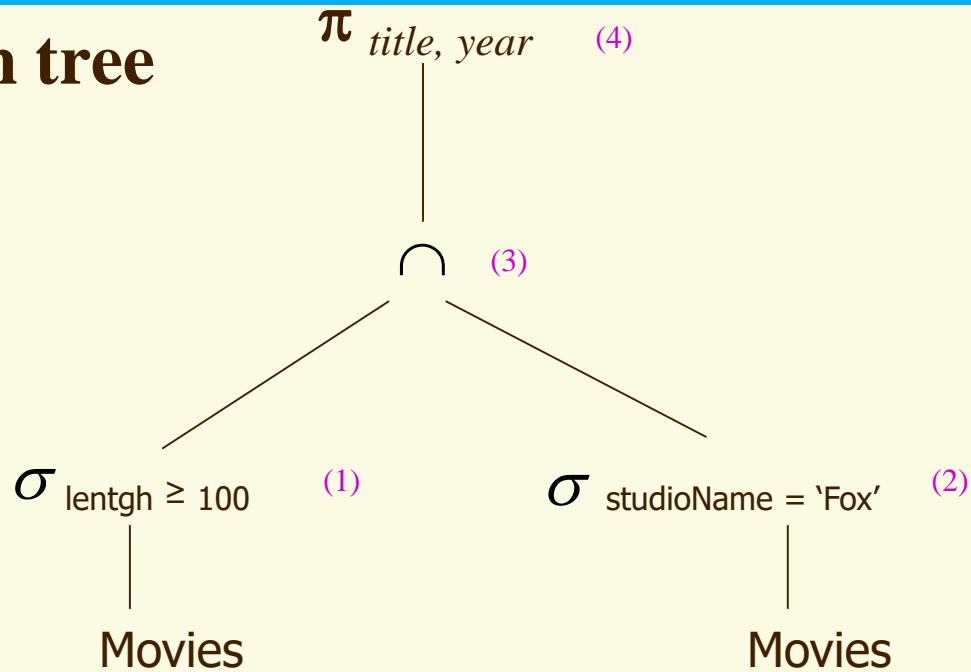 π title, year (4)
n tree
∩ (3)
σ lentgh ≥ 100 (1) σ studioName = ‘Fox’ (2)
Movies Movies